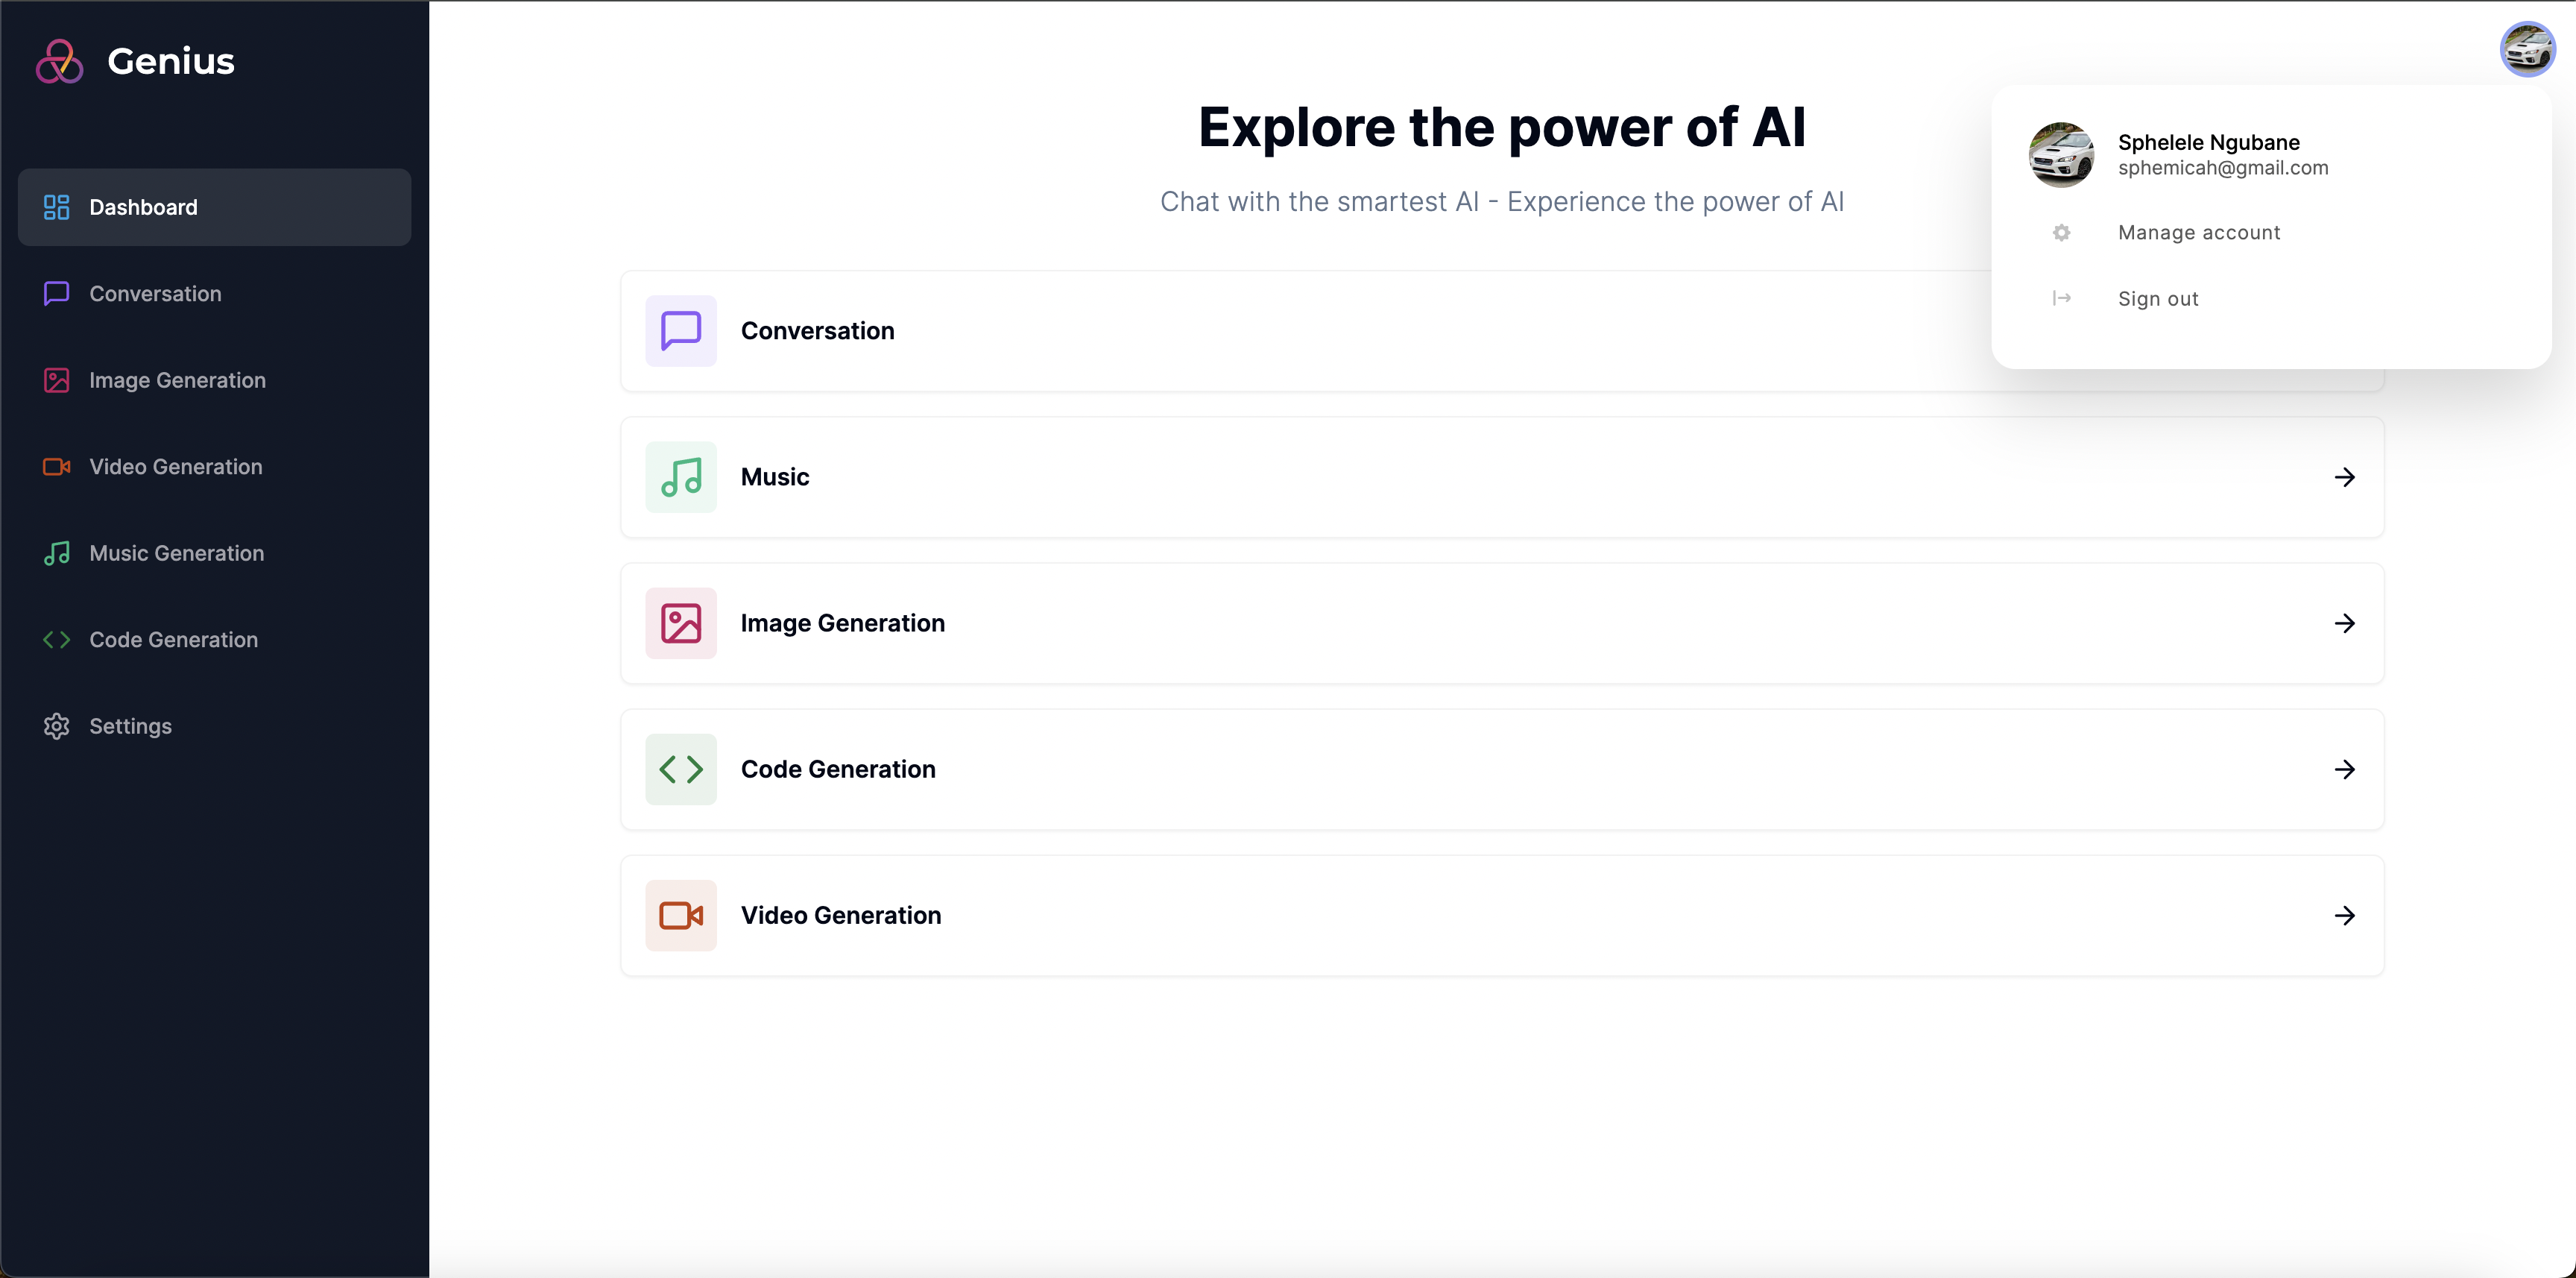 Genius
Dashboard
Conversation
Image Generation
Video Generation
Music Generation
Code Generation
Settings
Explore the power of AI
Chat with the smartest AI - Experience the power of AI
Conversation
Music
Image Generation
Code Generation
Video Generation
Sphelele Ngubane
sphemicah@gmail.com
Manage account
Sign out